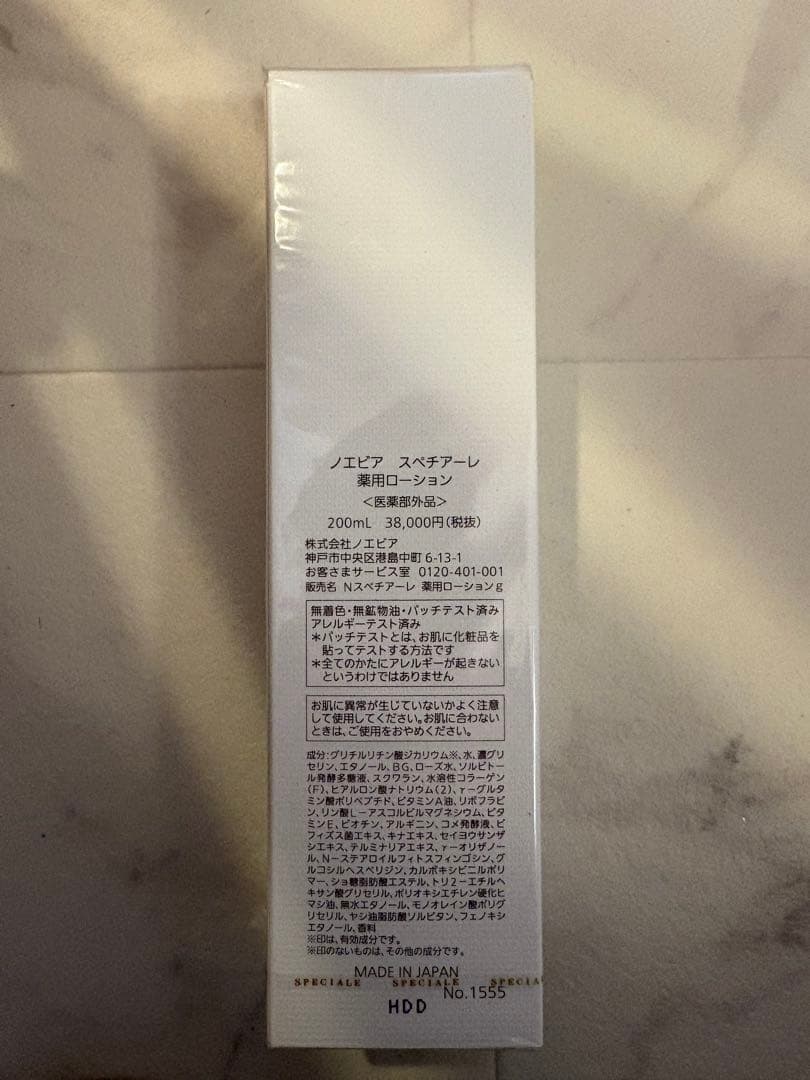 ノエビア　スペチアーレ
薬用ローション
＜医薬部外品＞
200mL　38,000円(税抜)
株式会社ノエビア
神戸市中央区港島中町 6-13-1
お客さまサービス室　0120-401-001
販売名　Nスペチアーレ　薬用ローションg
無着色・無鉱物油・パッチテスト済み
アレルギーテスト済み
＊パッチテストとは、お肌に化粧品を
貼ってテストする方法です
＊全てのかたにアレルギーが起きない
というわけではありません
お肌に異常が生じていないかよく注意
して使用してください。お肌に合わない
ときは、ご使用をおやめください。
成分:グリチルリチン酸ジカリウム※、水、濃グリ
セリン、エタノール、BG、ローズ水、ソルビトー
ル発酵多糖液、スクワラン、水溶性コラーゲン
(F)、ヒアルロン酸ナトリウム(2)、γーグルタ
ミン酸ポリペプチド、ビタミンA油、リボフラビ
ン、リン酸L－アスコルビルマグネシウム、ビタ
ミンE、ビオチン、アルギニン、コメ発酵液、ビ
フィズス菌エキス、キナエキス、セイヨウサンザ
シエキス、テルミナリアエキス、γーオリザノー
ル、N－ステアロイルフィトスフィンゴシン、グル
コシルヘスペリジン、カルボキシビニルポリ
マー、ショ糖脂肪酸エステル、トリ2－エチルヘ
キサン酸グリセリル、ポリオキシエチレン硬化ヒ
マシ油、無水エタノール、モノオレイン酸ポリグ
リセリル、ヤシ油脂肪酸ソルビタン、フェノキシ
エタノール、香料
※印は、有効成分です。
※印のないものは、その他の成分です。
MADE IN JAPAN
SPECIALE SPECIALE SPECIA
No.1555
HDD